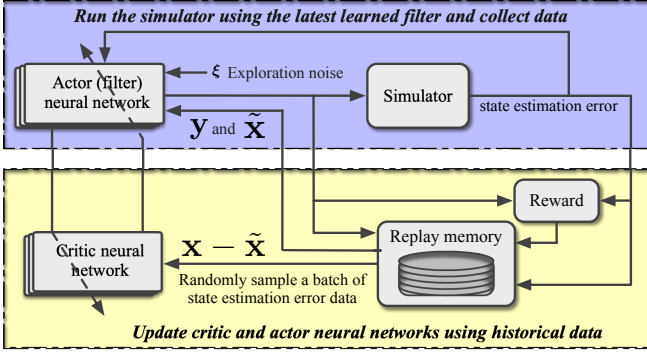 Run the simulator using the latest learned filter and collect data
Actor (filter)
neural network
ξ Exploration noise
Simulator
state estimation error
y and x̃
Reward
Replay memory
Critic neural
network
x − x̃
Randomly sample a batch of
state estimation error data
Update critic and actor neural networks using historical data